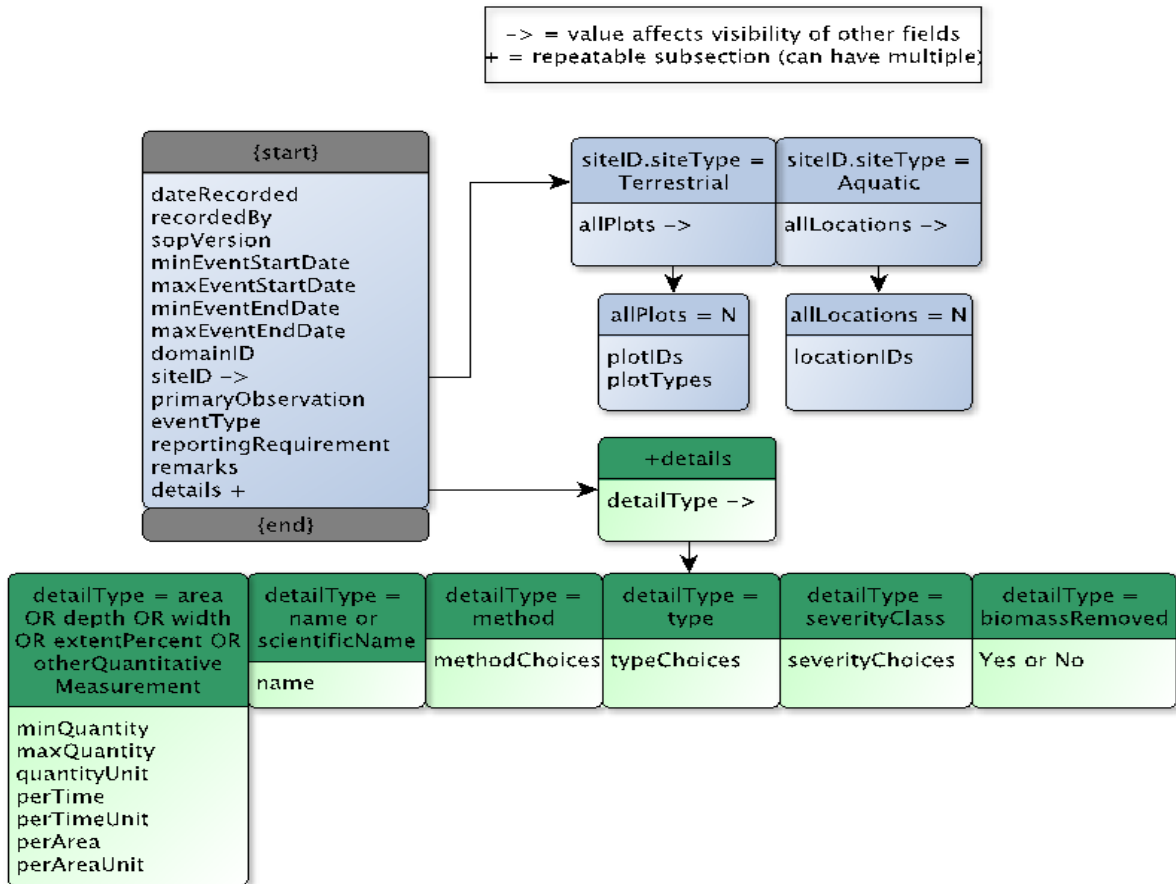 -> = value affects visibility of other fields
+ = repeatable subsection (can have multiple)
{start}
dateRecorded
recordedBy
sopVersion
minEventStartDate
maxEventStartDate
minEventEndDate
maxEventEndDate
domainID
siteID ->
primaryObservation
eventType
reportingRequirement
remarks
details +
{end}
siteID.siteType =
Terrestrial
allPlots ->
siteID.siteType =
Aquatic
allLocations ->
allPlots = N
plotIDs
plotTypes
allLocations = N
locationIDs
+details
detailType ->
detailType = area
OR depth OR width
OR extentPercent OR
otherQuantitative
Measurement
minQuantity
maxQuantity
quantityUnit
perTime
perTimeUnit
perArea
perAreaUnit
detailType =
name or
scientificName
name
detailType =
method
methodChoices
detailType =
type
typeChoices
detailType =
severityClass
severityChoices
detailType =
biomassRemoved
Yes or No